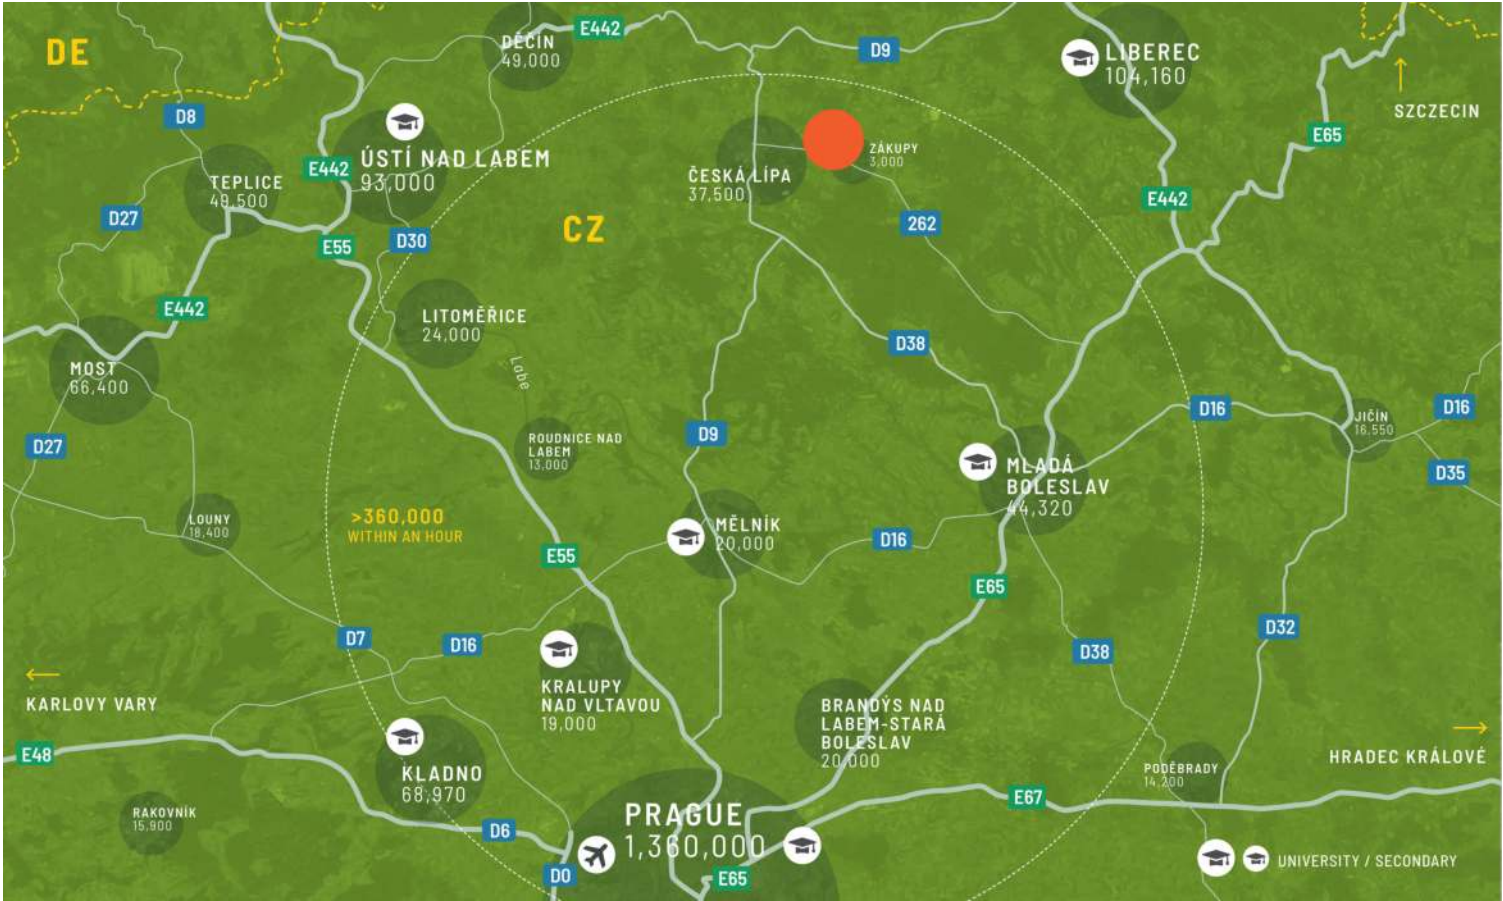 DE
E442
DĚČÍN
49,000
D9
LIBEREC
104,160
SZCZECIN
D8
E65
ÚSTÍ NAD LABEM
93,000
E442
TEPLICE
49,500
ČESKÁ LÍPA
37,500
ZÁKUPY
3,000
E442
D27
CZ
262
E55
D30
E442
LITOMĚŘICE
24,000
Labe
D38
MOST
66,400
D27
D9
D16
JIČÍN
16,550
D16
D35
ROUDNICE NAD
LABEM
13,000
MLADÁ
BOLESLAV
44,320
LOUNY
18,400
>360,000
WITHIN AN HOUR
MĚLNÍK
20,000
D16
E55
E65
D7
D16
D32
D38
KARLOVY VARY
KRALUPY
NAD VLTAVOU
19,000
BRANDÝS NAD
LABEM-STARÁ
BOLESLAV
20,000
E48
KLADNO
68,970
HRADEC KRÁLOVÉ
PODĚBRADY
14,200
E67
RAKOVNÍK
15,900
D6
PRAGUE
1,360,000
D0
E65
UNIVERSITY / SECONDARY